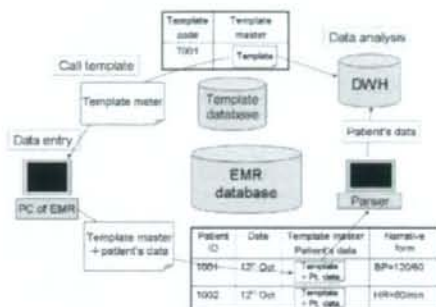 Template
code
Template
master
T001
Template
Data analysis
Call template
DWH
Template meter
Template
database
Data entry
Patient's data
EMR
database
PC of EMR
Parser
Template master
+patient's data
Patient
ID
Date
Template master
Patient's data
Narrative
form
1001
12th Oct
Template
+ Pt. data
BP=120/60
1002
12th Oct
Template
+ Pt. data
HR=80/min